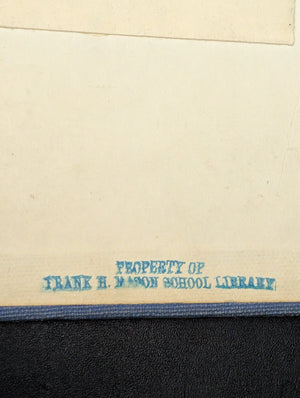 PROPERTY OF
FRANK H. MASON SCHOOL LIBRARY